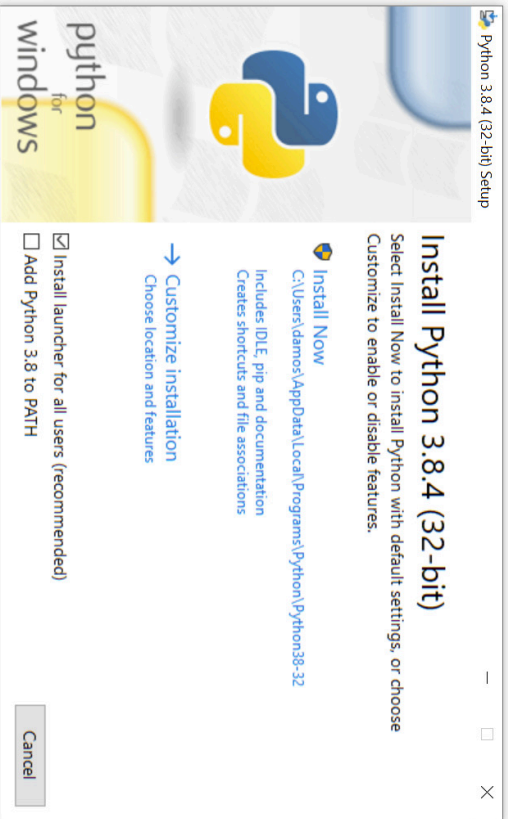 Python 3.8.4 (32-bit) Setup
Install Python 3.8.4 (32-bit)
Select Install Now to install Python with default settings, or choose
Customize to enable or disable features.
Install Now
C:\Users\damos\AppData\Local\Programs\Python\Python38-32
Includes IDLE, pip and documentation
Creates shortcuts and file associations
Customize installation
Choose location and features
python
for
windows
Install launcher for all users (recommended)
Add Python 3.8 to PATH
Cancel